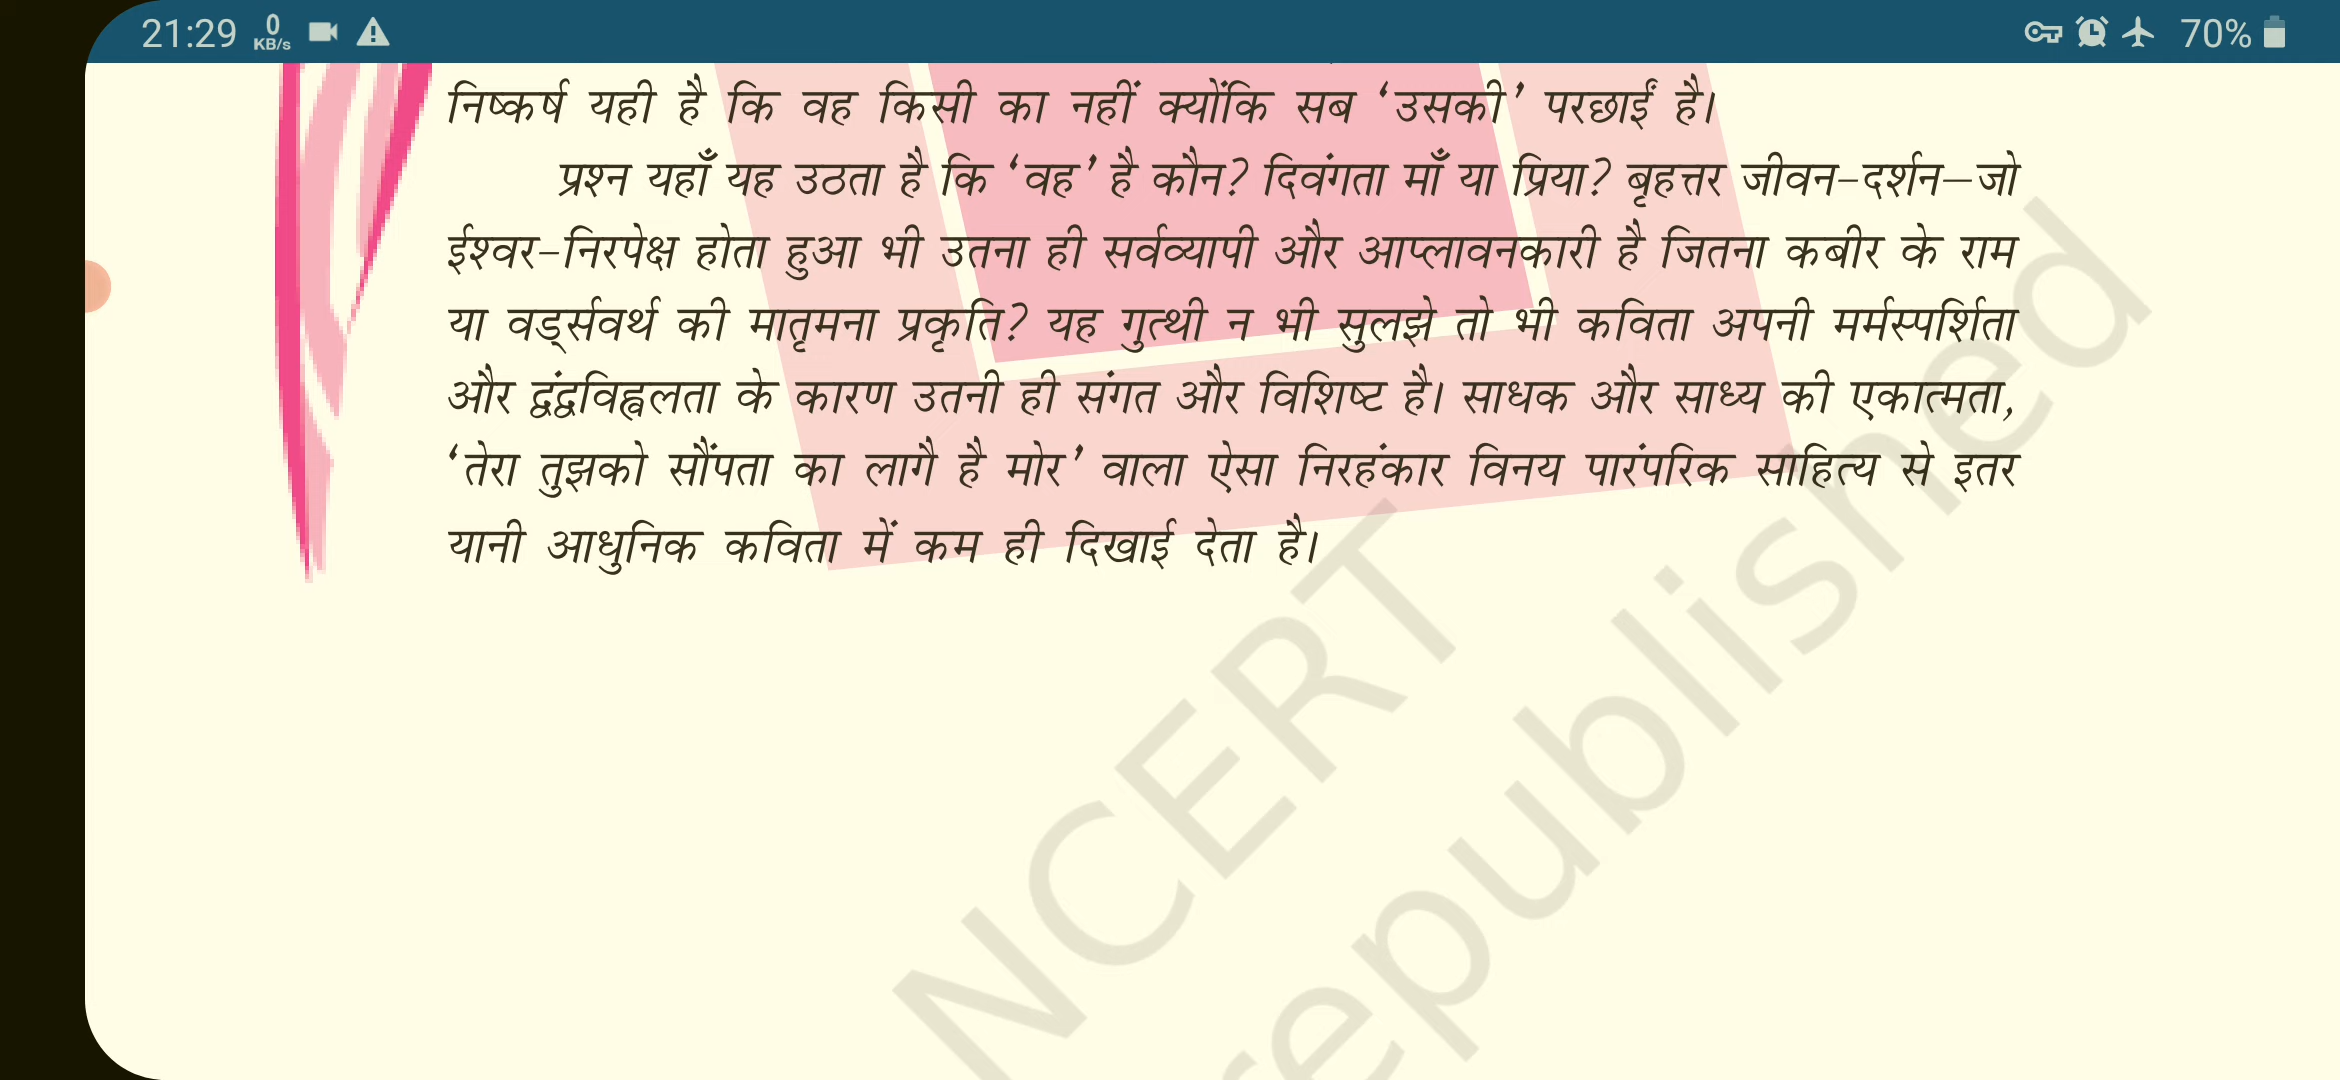 21:29 0 KB/s 70%
निष्कर्ष यही है कि वह किसी का नहीं क्योंकि सब ‘उसकी’ परछाईं है।
प्रश्न यहाँ यह उठता है कि ‘वह’ है कौन? दिवंगता माँ या प्रिया? बृहत्तर जीवन-दर्शन—जो
ईश्वर-निरपेक्ष होता हुआ भी उतना ही सर्वव्यापी और आप्लावनकारी है जितना कबीर के राम
या वर्ड्सवर्थ की मातृमना प्रकृति? यह गुत्थी न भी सुलझे तो भी कविता अपनी मर्मस्पर्शिता
और द्वंद्वविह्वलता के कारण उतनी ही संगत और विशिष्ट है। साधक और साध्य की एकात्मता,
‘तेरा तुझको सौंपता का लागै है मोर’ वाला ऐसा निरहंकार विनय पारंपरिक साहित्य से इतर
यानी आधुनिक कविता में कम ही दिखाई देता है।
NCERT
republished